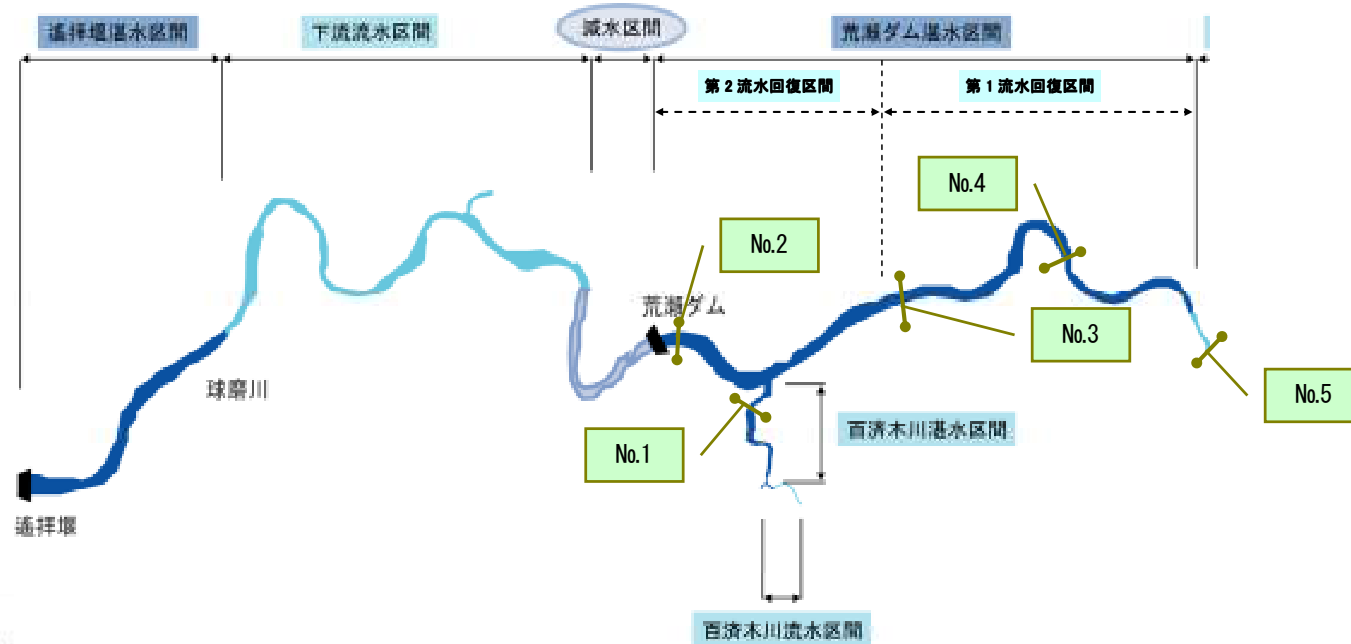 遙拝堰湛水区間
下流流水区間
減水区間
荒瀬ダム湛水区間
第2流水回復区間
第1流水回復区間
No.4
No.2
荒瀬ダム
No.3
球磨川
No.5
百済木川湛水区間
No.1
遙拝堰
百済木川流水区間